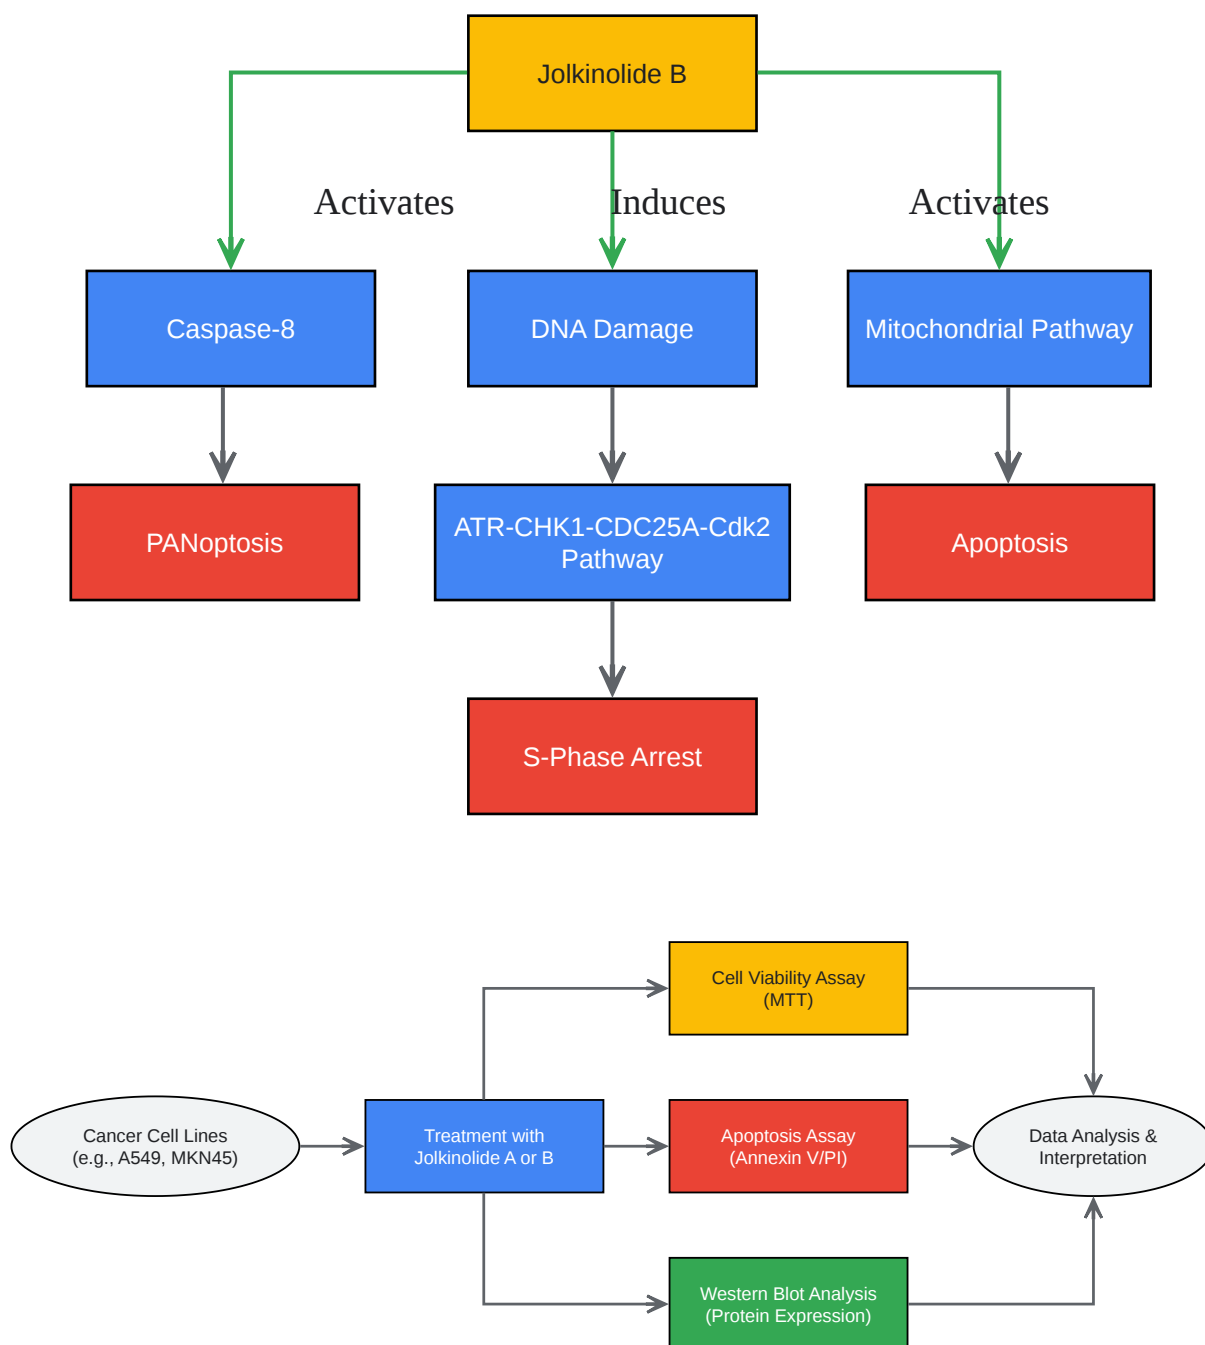 Jolkinolide B
Activates
Induces
Activates
Caspase-8
DNA Damage
Mitochondrial Pathway
PANoptosis
ATR-CHK1-CDC25A-Cdk2
Pathway
Apoptosis
S-Phase Arrest
Cell Viability Assay
(MTT)
Cancer Cell Lines
(e.g., A549, MKN45)
Treatment with
Jolkinolide A or B
Apoptosis Assay
(Annexin V/PI)
Data Analysis &
Interpretation
Western Blot Analysis
(Protein Expression)